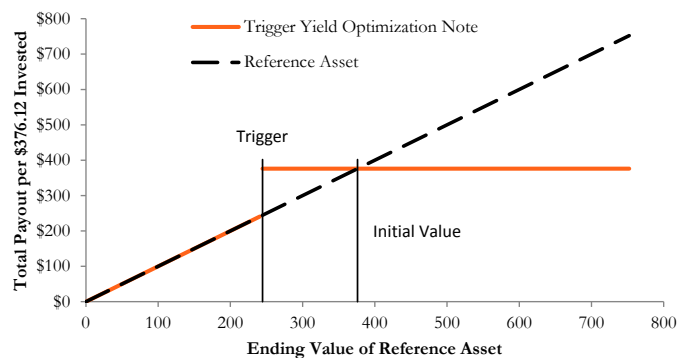 $800
$700
$600
$500
$400
$300
$200
$100
$0
Total Payout per $376.12 Invested
Trigger Yield Optimization Note
Reference Asset
Trigger
Initial Value
0 100 200 300 400 500 600 700 800
Ending Value of Reference Asset